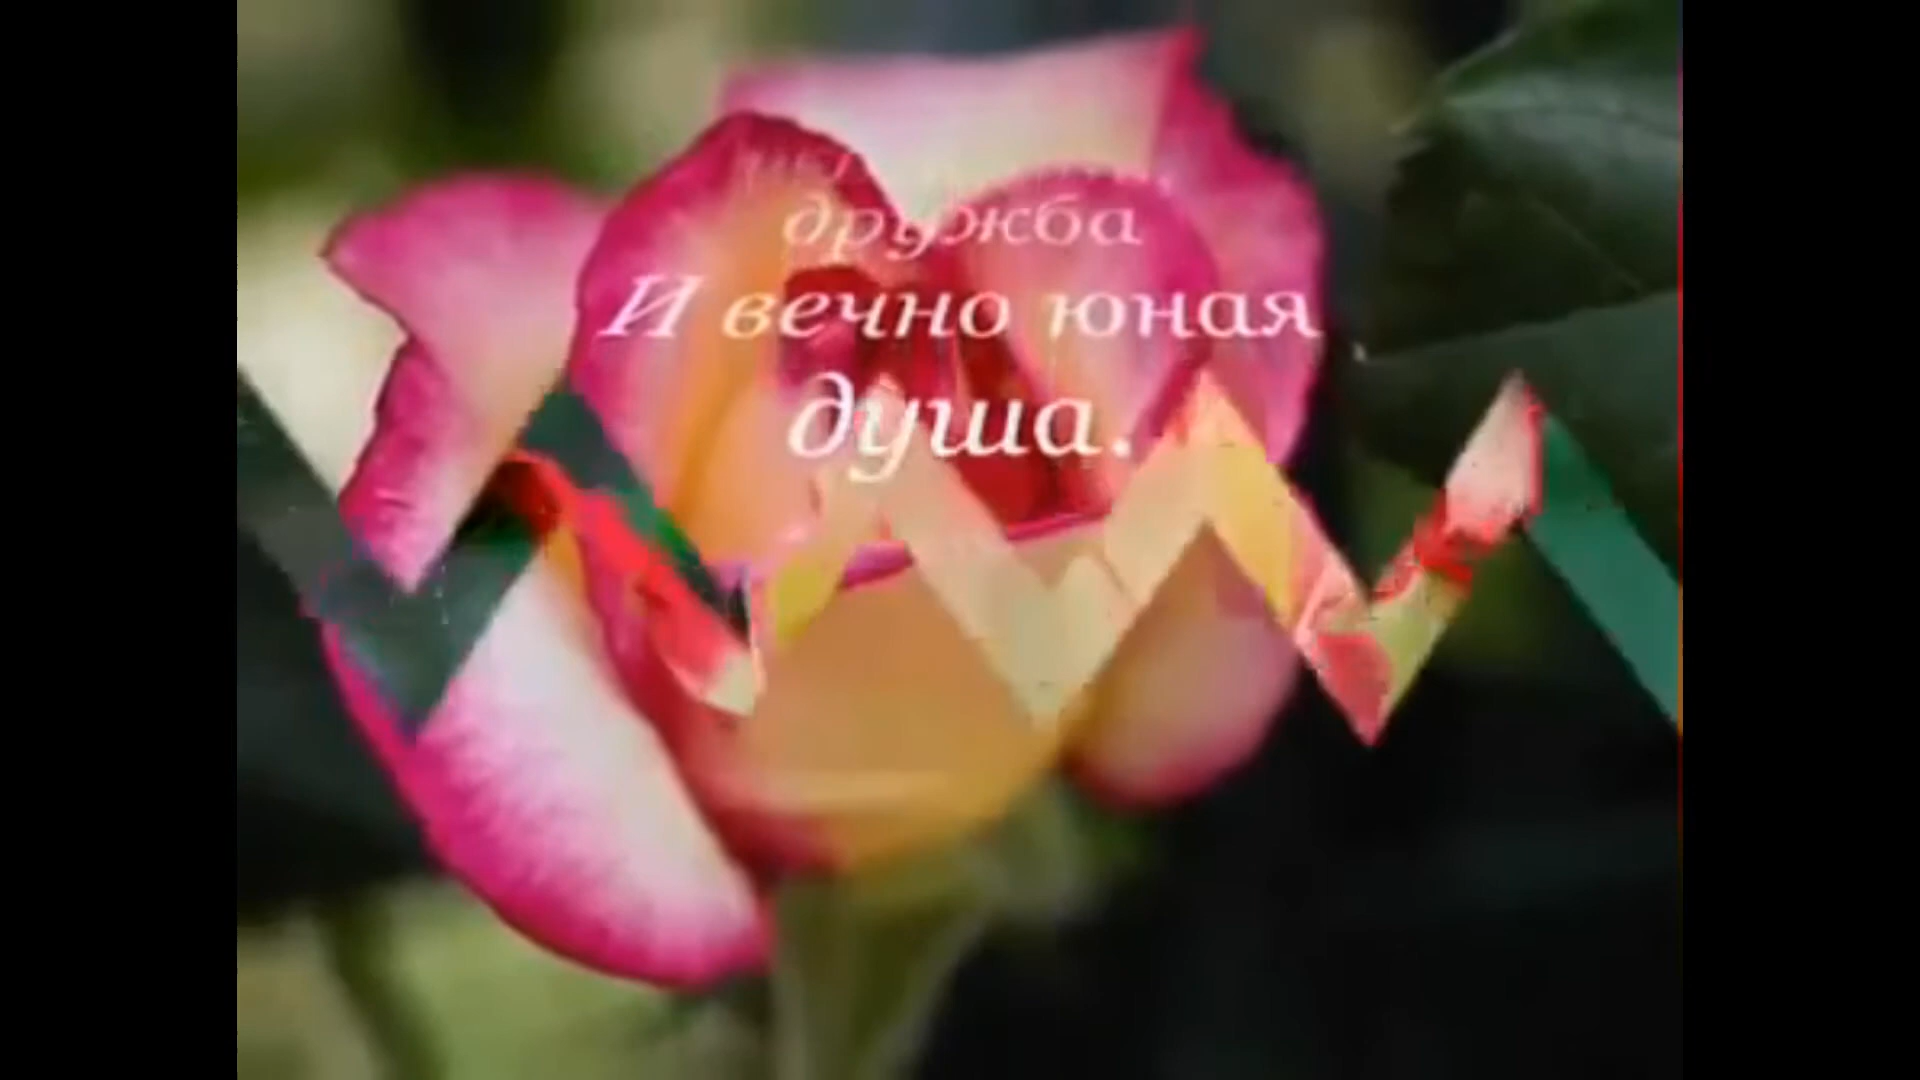 дружба
И вечно юная
душа.